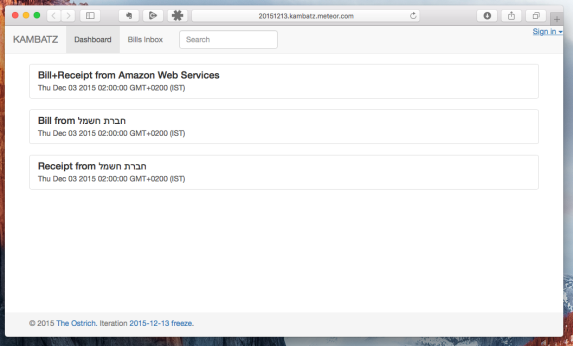 20151213.kambatz.meteor.com
Sign in
KAMBATZ Dashboard Bills Inbox Search
Bill+Receipt from Amazon Web Services
Thu Dec 03 2015 02:00:00 GMT+0200 (IST)
Bill from חברת חשמל
Thu Dec 03 2015 02:00:00 GMT+0200 (IST)
Receipt from חברת חשמל
Thu Dec 03 2015 02:00:00 GMT+0200 (IST)
© 2015 The Ostrich. Iteration 2015-12-13 freeze.